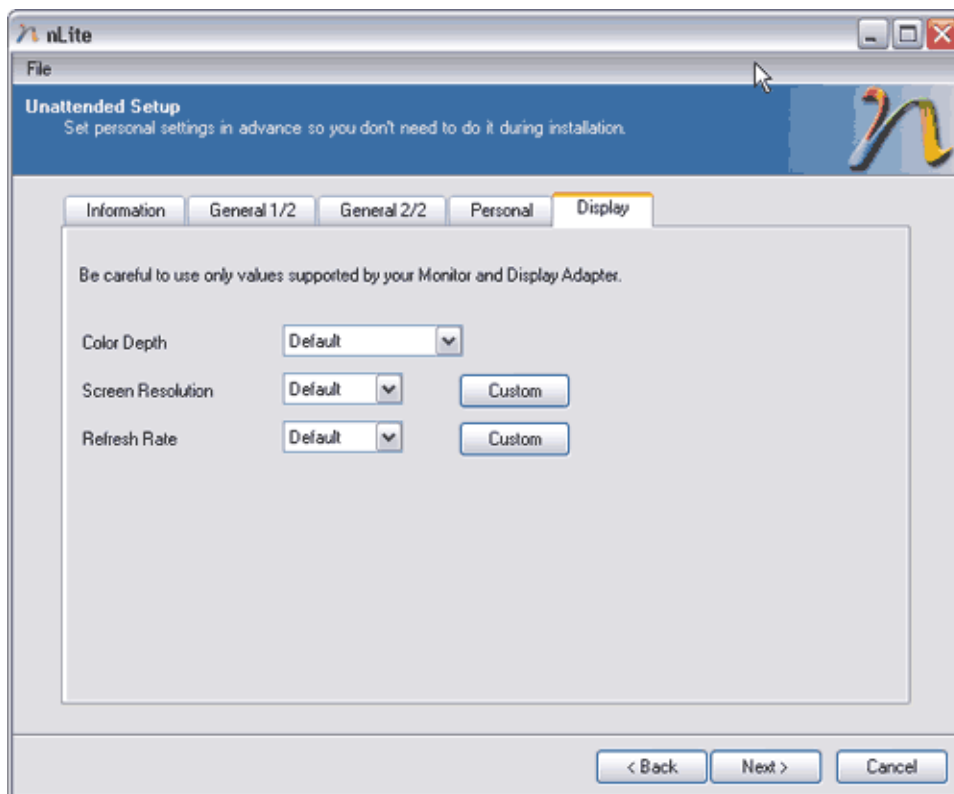 nLite
File
Unattended Setup
Set personal settings in advance so you don't need to do it during installation.
Information General 1/2 General 2/2 Personal Display
Be careful to use only values supported by your Monitor and Display Adapter.
Color Depth Default
Screen Resolution Default Custom
Refresh Rate Default Custom
< Back Next > Cancel